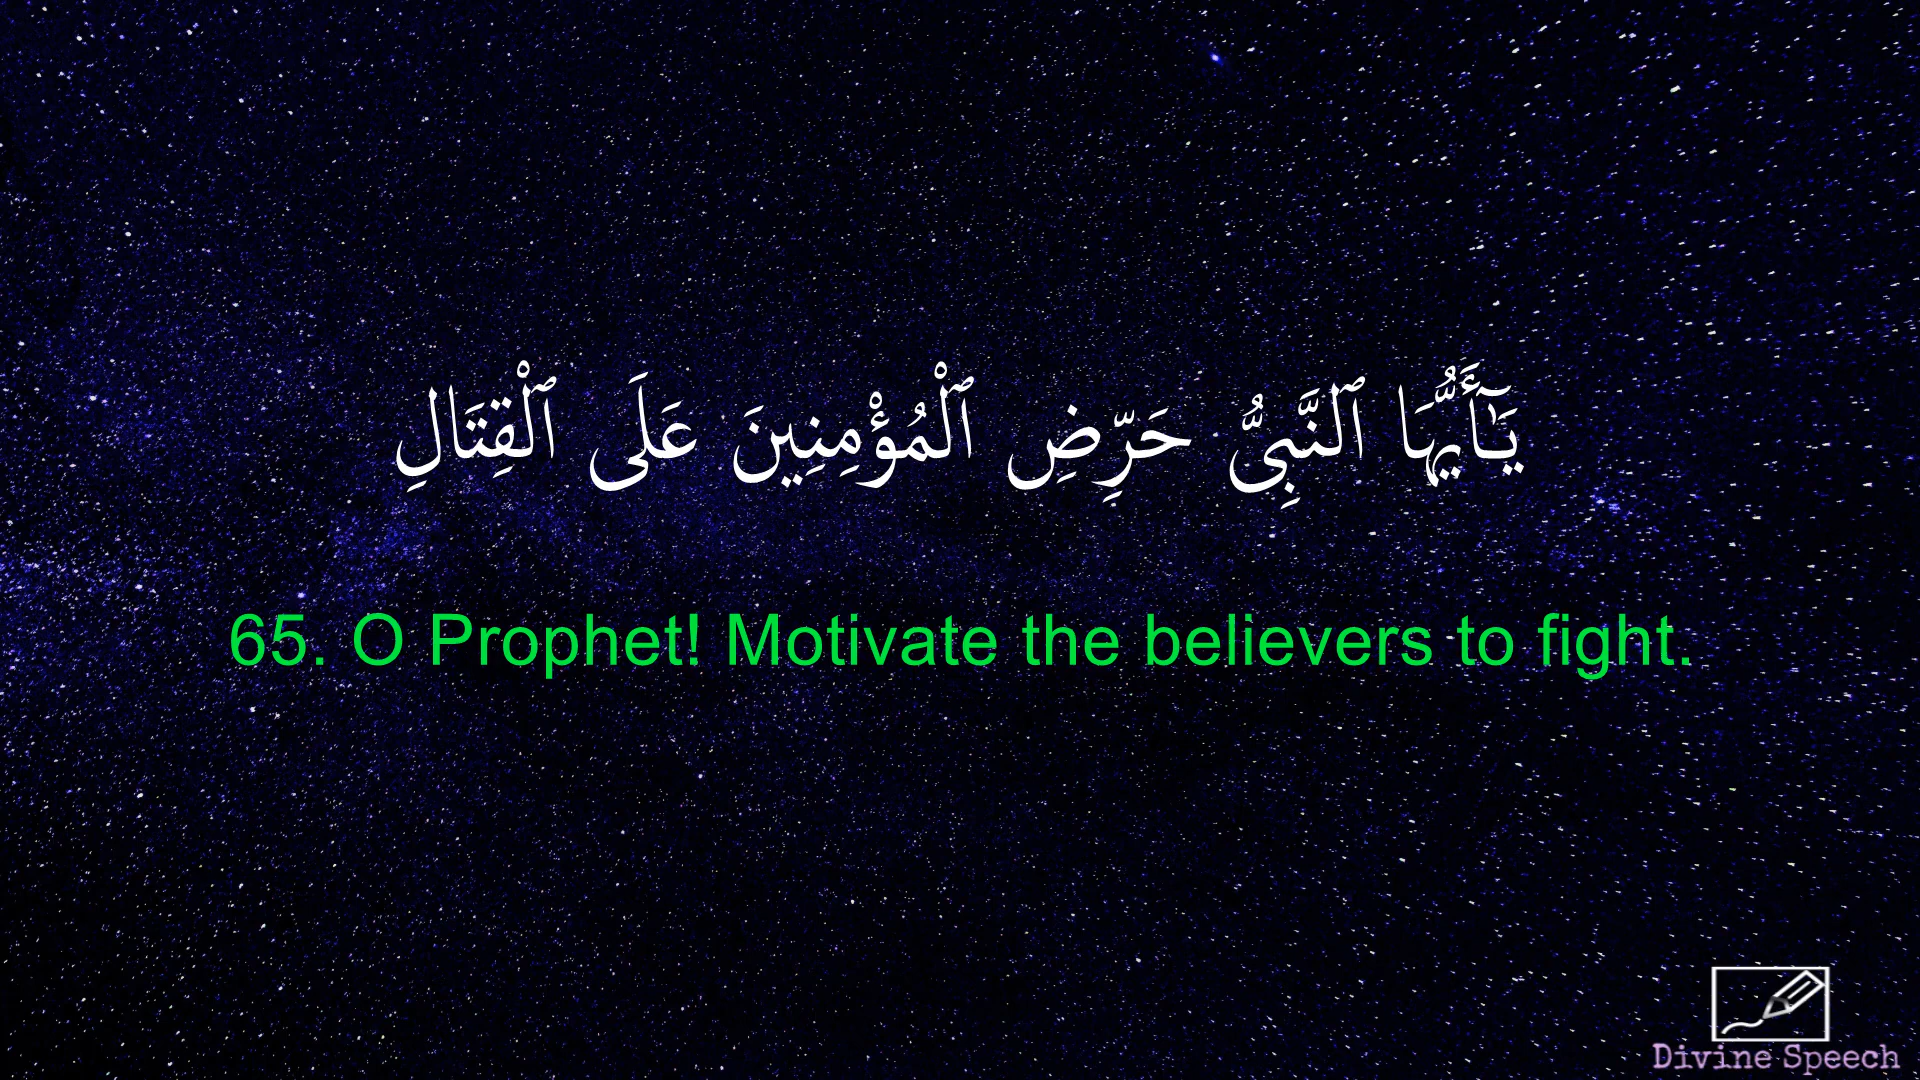 يَـٰٓأَيُّهَا ٱلنَّبِىُّ حَرِّضِ ٱلْمُؤْمِنِينَ عَلَى ٱلْقِتَالِ
65. O Prophet! Motivate the believers to fight.
Divine Speech